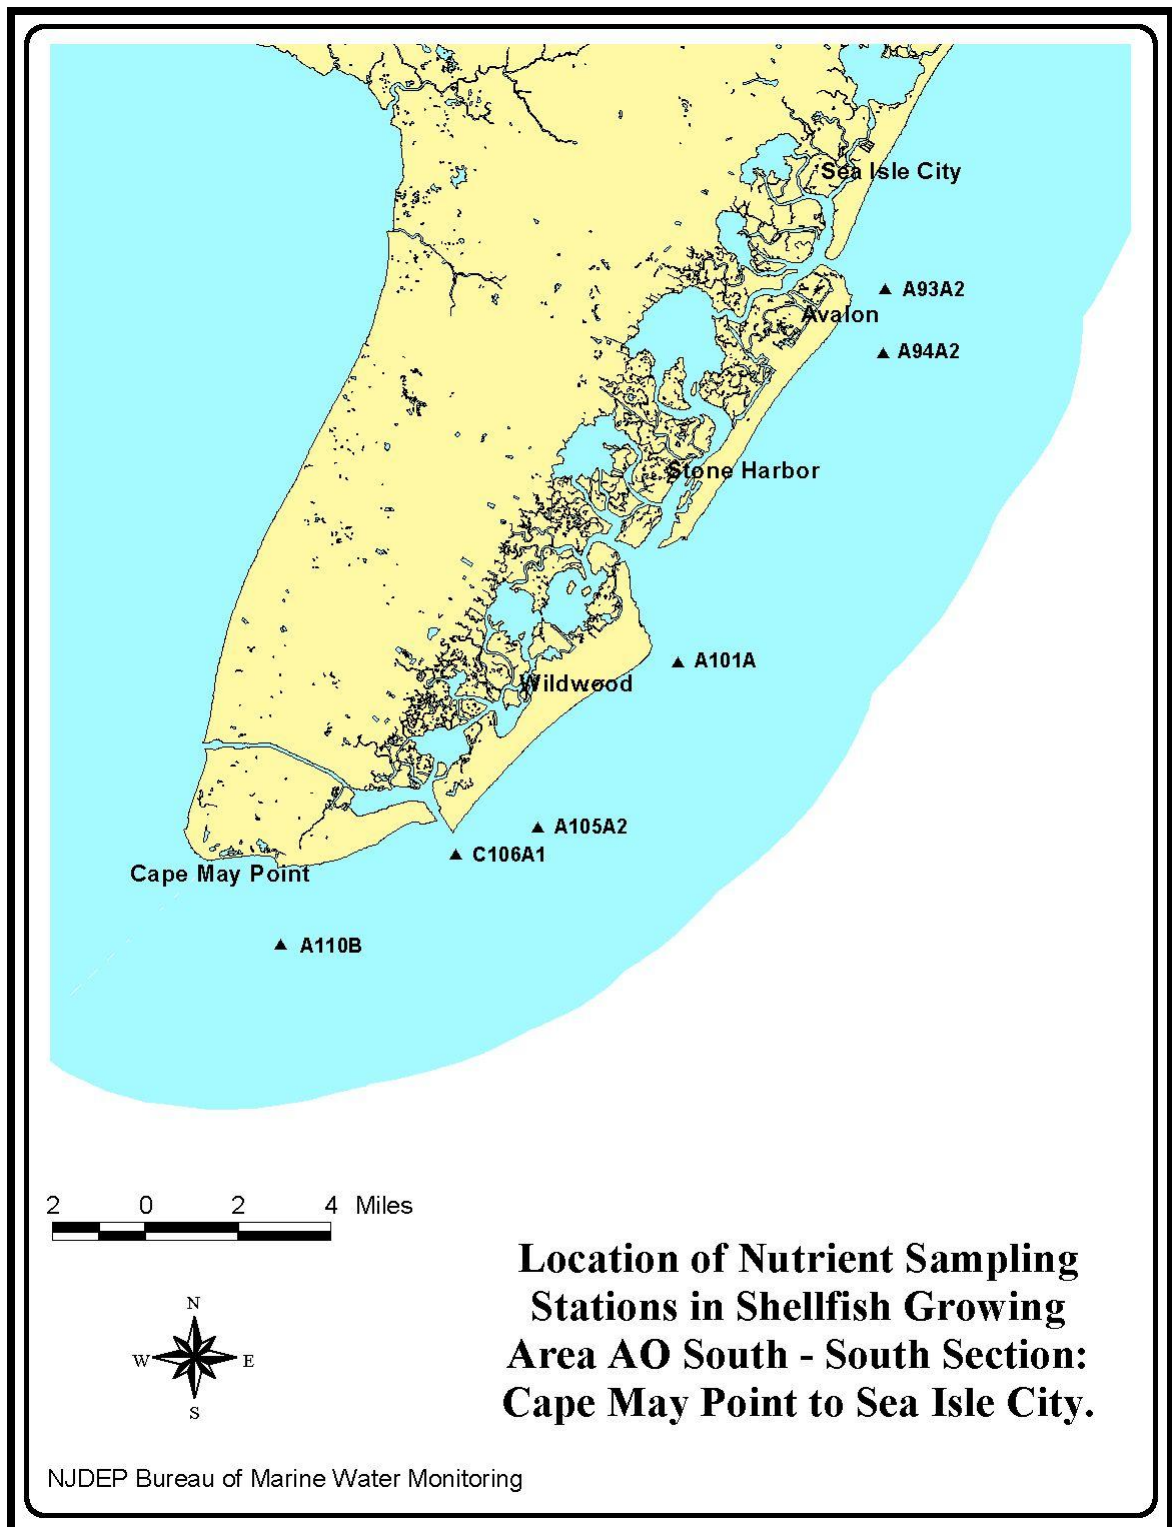 Sea Isle City
A93A2
Avalon
A94A2
Stone Harbor
A101A
Wildwood
A105A2
C106A1
Cape May Point
A110B
2 0 2 4 Miles
Location of Nutrient Sampling
Stations in Shellfish Growing
Area AO South - South Section:
Cape May Point to Sea Isle City.
N
W E
S
NJDEP Bureau of Marine Water Monitoring